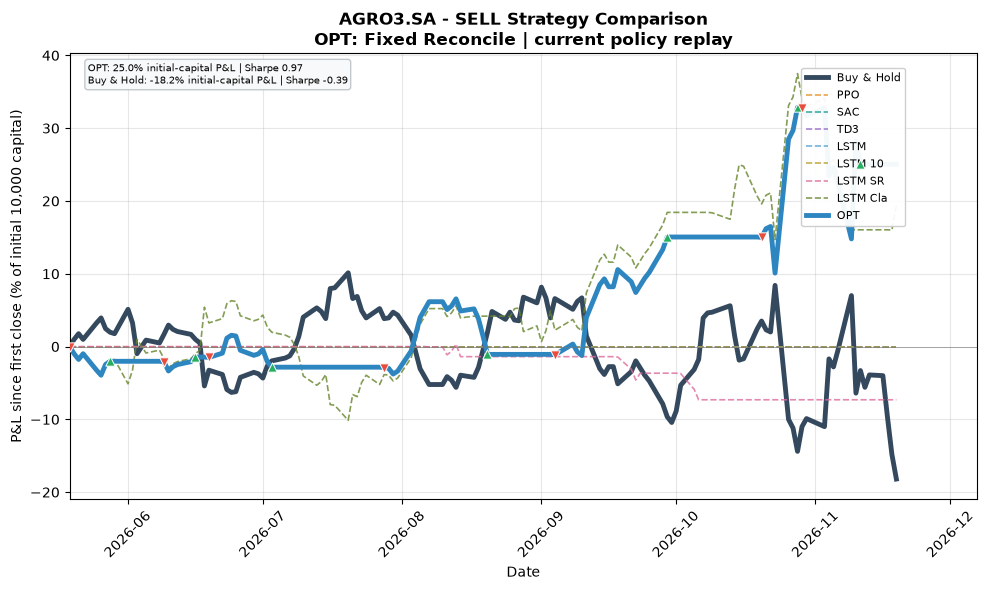 AGRO3.SA - SELL Strategy Comparison
OPT: Fixed Reconcile | current policy replay
OPT: 25.0% initial-capital P&L | Sharpe 0.97
Buy & Hold: -18.2% initial-capital P&L | Sharpe -0.39
Buy & Hold
PPO
SAC
TD3
LSTM
LSTM 10
LSTM SR
LSTM Cla
OPT
P&L since first close (% of initial 10,000 capital)
40
30
20
10
0
−10
−20
2026-06
2026-07
2026-08
2026-09
2026-10
2026-11
2026-12
Date